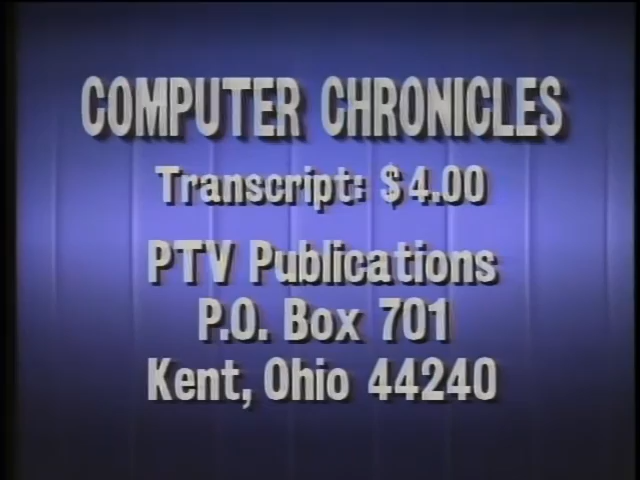 COMPUTER CHRONICLES
Transcript: $4.00
PTV Publications
P.O. Box 701
Kent, Ohio 44240